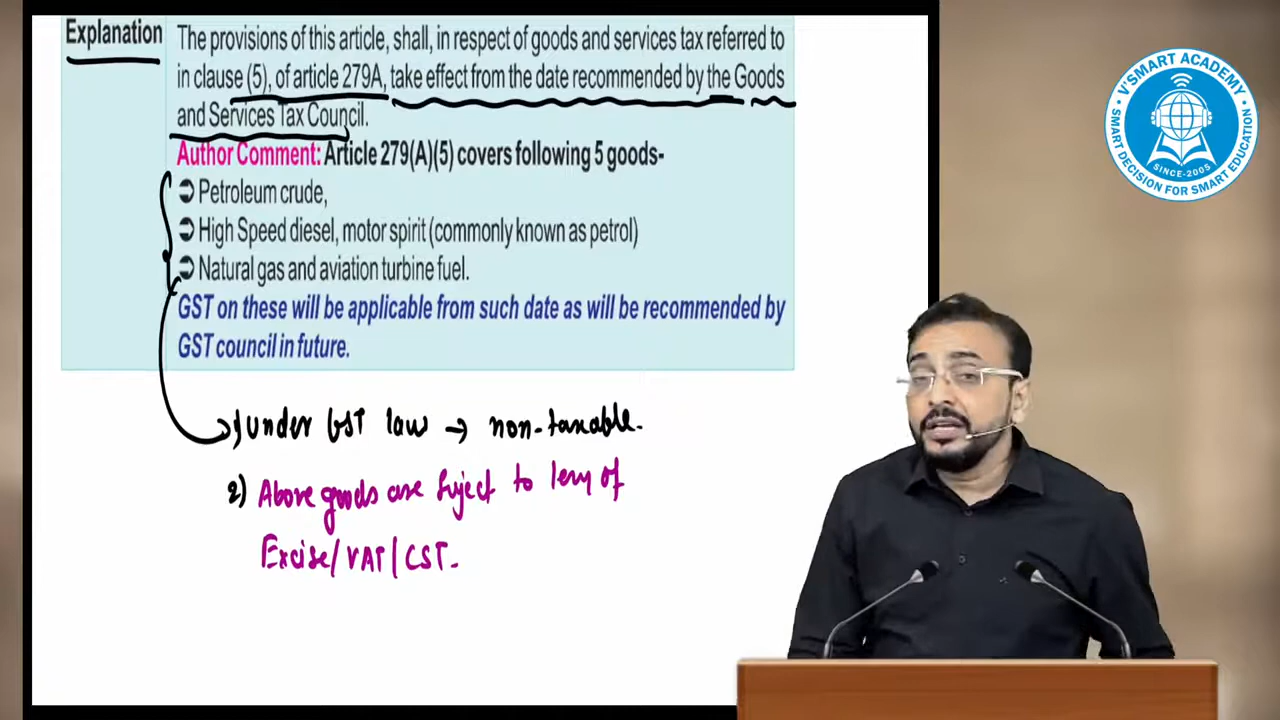 Explanation
The provisions of this article, shall, in respect of goods and services tax referred to
in clause (5), of article 279A, take effect from the date recommended by the Goods
and Services Tax Council.
Author Comment: Article 279(A)(5) covers following 5 goods-
➲ Petroleum crude,
➲ High Speed diesel, motor spirit (commonly known as petrol)
➲ Natural gas and aviation turbine fuel.
GST on these will be applicable from such date as will be recommended by
GST council in future.
1) under GST law → non-taxable.
2) Above goods are subject to levy of
Excise/VAT/CST.
V'SMART ACADEMY
SINCE-2005
SMART DECISION FOR SMART EDUCATION